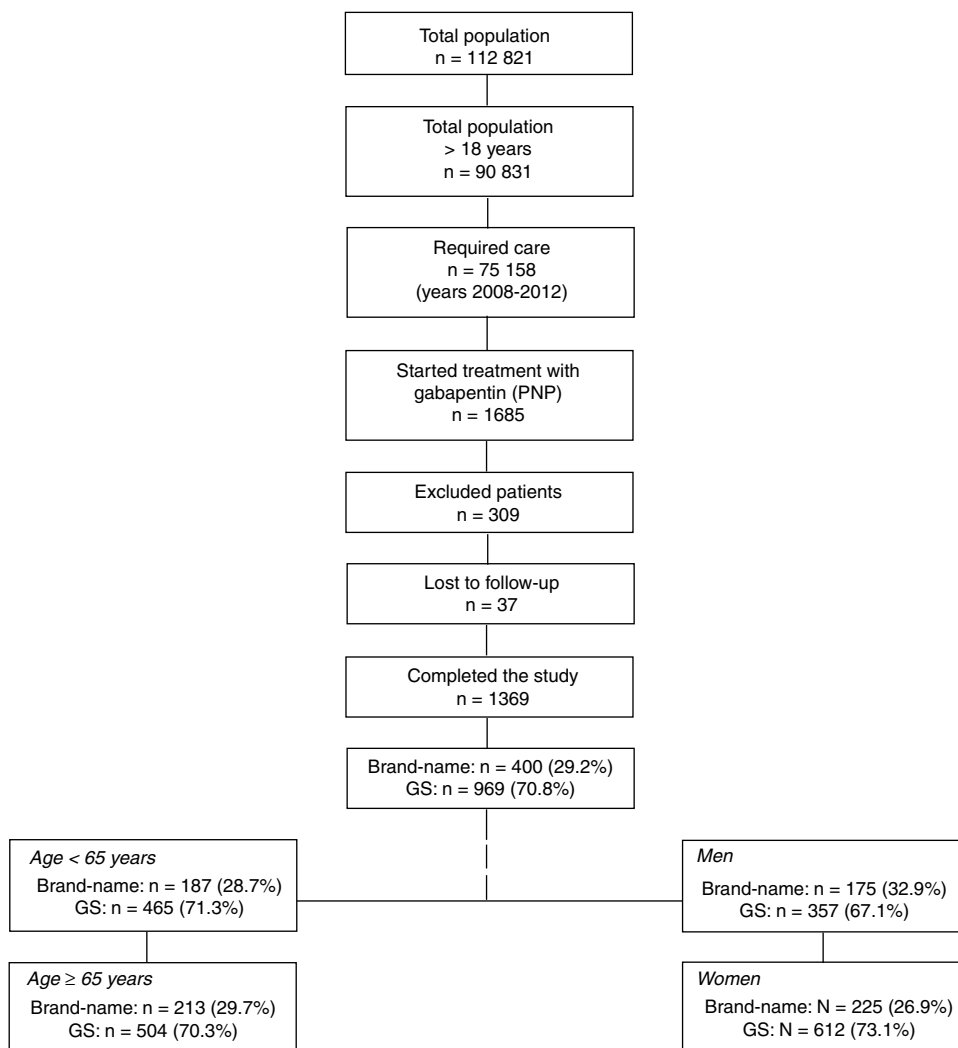 Total population
n = 112 821
Total population
> 18 years
n = 90 831
Required care
n = 75 158
(years 2008-2012)
Started treatment with
gabapentin (PNP)
n = 1685
Excluded patients
n = 309
Lost to follow-up
n = 37
Completed the study
n = 1369
Brand-name: n = 400 (29.2%)
GS: n = 969 (70.8%)
Age < 65 years
Brand-name: n = 187 (28.7%)
GS: n = 465 (71.3%)
Age ≥ 65 years
Brand-name: n = 213 (29.7%)
GS: n = 504 (70.3%)
Men
Brand-name: n = 175 (32.9%)
GS: n = 357 (67.1%)
Women
Brand-name: N = 225 (26.9%)
GS: N = 612 (73.1%)